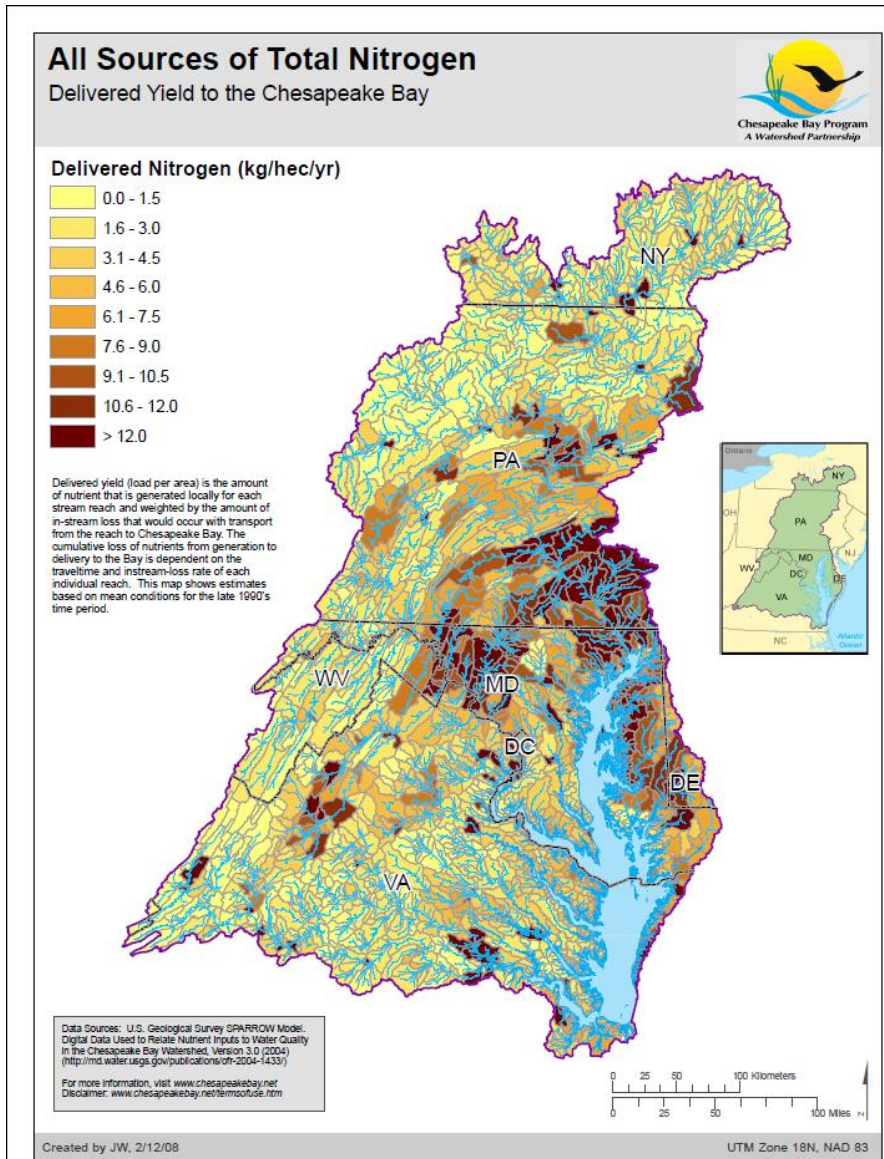 All Sources of Total Nitrogen
Delivered Yield to the Chesapeake Bay
Chesapeake Bay Program
A Watershed Partnership
Delivered Nitrogen (kg/hec/yr)
0.0 - 1.5
1.6 - 3.0
3.1 - 4.5
4.6 - 6.0
6.1 - 7.5
7.6 - 9.0
9.1 - 10.5
10.6 - 12.0
> 12.0
Delivered yield (load per area) is the amount
of nutrient that is generated locally for each
stream reach and weighted by the amount of
in-stream loss that would occur with transport
from the reach to Chesapeake Bay. The
cumulative loss of nutrients from generation to
delivery to the Bay is dependent on the
traveltime and instream-loss rate of each
individual reach. This map shows estimates
based on mean conditions for the late 1990's
time period.
NY
PA
WV
MD
DC
DE
VA
Ontario
NY
OH
PA
NJ
MD
WV
DC
DE
VA
NC
Atlantic
Ocean
Data Sources: U.S. Geological Survey SPARROW Model.
Digital Data Used to Relate Nutrient Inputs to Water Quality
in the Chesapeake Bay Watershed, Version 3.0 (2004)
(http://md.water.usgs.gov/publications/ofr-2004-1433/)
For more information, visit www.chesapeakebay.net
Disclaimer: www.chesapeakebay.net/termsofuse.htm
0 25 50 100 Kilometers
0 25 50 100 Miles
N
Created by JW, 2/12/08
UTM Zone 18N, NAD 83